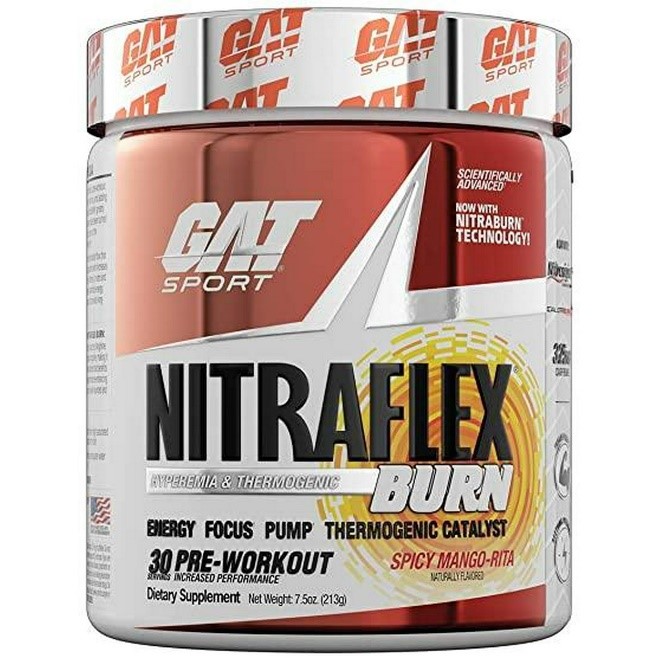 GAT
SPORT
GAT
SPORT
GAT
SPORT
SCIENTIFICALLY
ADVANCED
NOW WITH
NITRABURN
TECHNOLOGY!
GAT
SPORT
NITRAFLEX®
HYPEREMIA & THERMOGENIC
BURN
ENERGY FOCUS PUMP THERMOGENIC CATALYST
30 PRE-WORKOUT
SERVINGS INCREASED PERFORMANCE
SPICY MANGO-RITA
NATURALLY FLAVORED
Dietary Supplement Net Weight: 7.5oz. (213g)